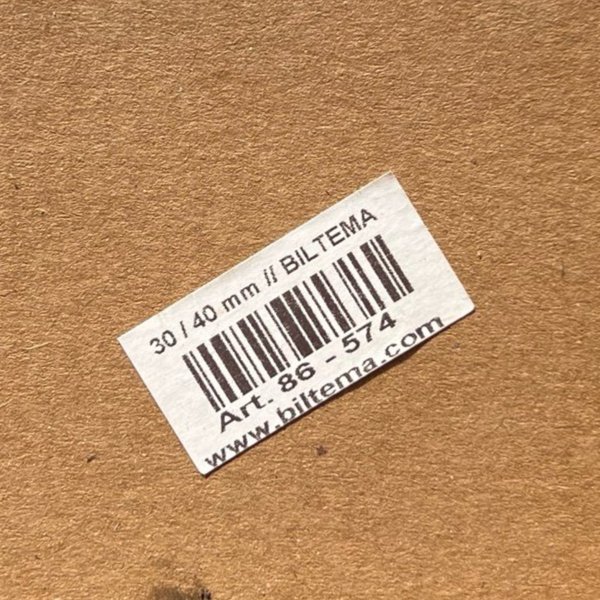 30 / 40 mm // BILTEMA
Art. 86 - 574
www.biltema.com